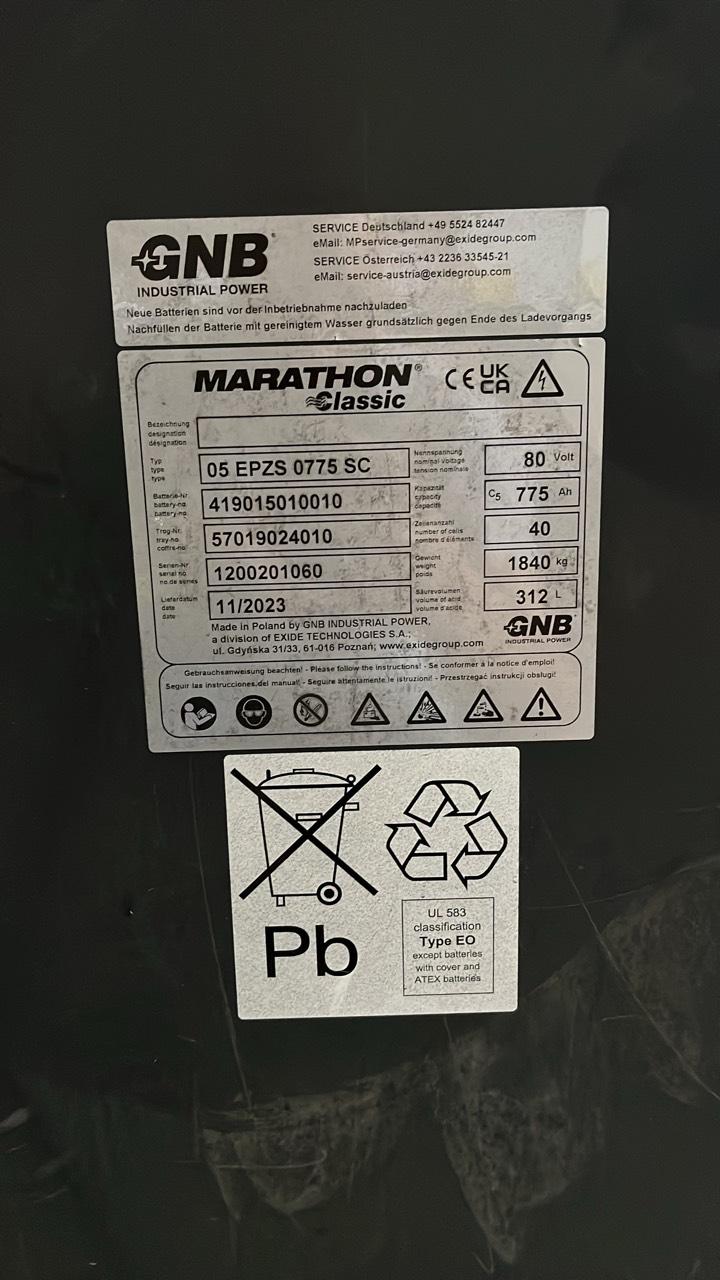 GNB
INDUSTRIAL POWER
SERVICE Deutschland +49 5524 82447
eMail: MPservice-germany@exidegroup.com
SERVICE Österreich +43 2236 33545-21
eMail: service-austria@exidegroup.com
Neue Batterien sind vor der Inbetriebnahme nachzuladen
Nachfüllen der Batterie mit gereinigtem Wasser grundsätzlich gegen Ende des Ladevorgangs
MARATHON®
Classic
CE UK CA
Bezeichnung
designation
désignation
Typ
type
type
05 EPZS 0775 SC
Nennspannung
nominal voltage
tension nominale
80 Volt
Batterie-Nr
battery-no
battery-no
419015010010
Kapazität
capacity
capacité
C5 775 Ah
Trog-Nr.
tray-no
coffre-no
57019024010
Zellenanzahl
number of cells
nombre d'éléments
40
Serien-Nr
serial no
no.de series
1200201060
Gewicht
weight
poids
1840 kg
Lieferdatum
date
date
11/2023
Säurevolumen
volume of acid
volume d'acide
312 L
Made in Poland by GNB INDUSTRIAL POWER,
a division of EXIDE TECHNOLOGIES S.A.;
ul. Gdyńska 31/33, 61-016 Poznań; www.exidegroup.com
GNB
INDUSTRIAL POWER
Gebrauchsanweisung beachten! - Please follow the instructions! - Se conformer à la notice d'emploi!
Seguir las instrucciones del manual! - Seguire attentamente le istruzioni! - Przestrzegać instrukcji obsługi!
Pb
UL 583
classification
Type EO
except batteries
with cover and
ATEX batteries